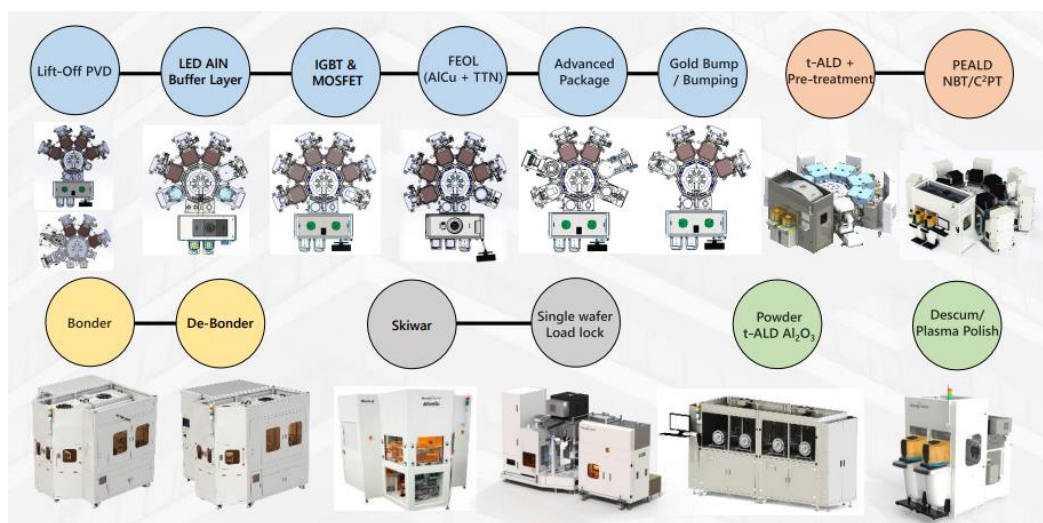 Lift-Off PVD
LED AlN
Buffer Layer
IGBT &
MOSFET
FEOL
(AlCu + TTN)
Advanced
Package
Gold Bump
/ Bumping
t-ALD +
Pre-treatment
PEALD
NBT/C²PT
Bonder
De-Bonder
Skiwar
Single wafer
Load lock
Powder
t-ALD Al₂O₃
Descum/
Plasma Polish